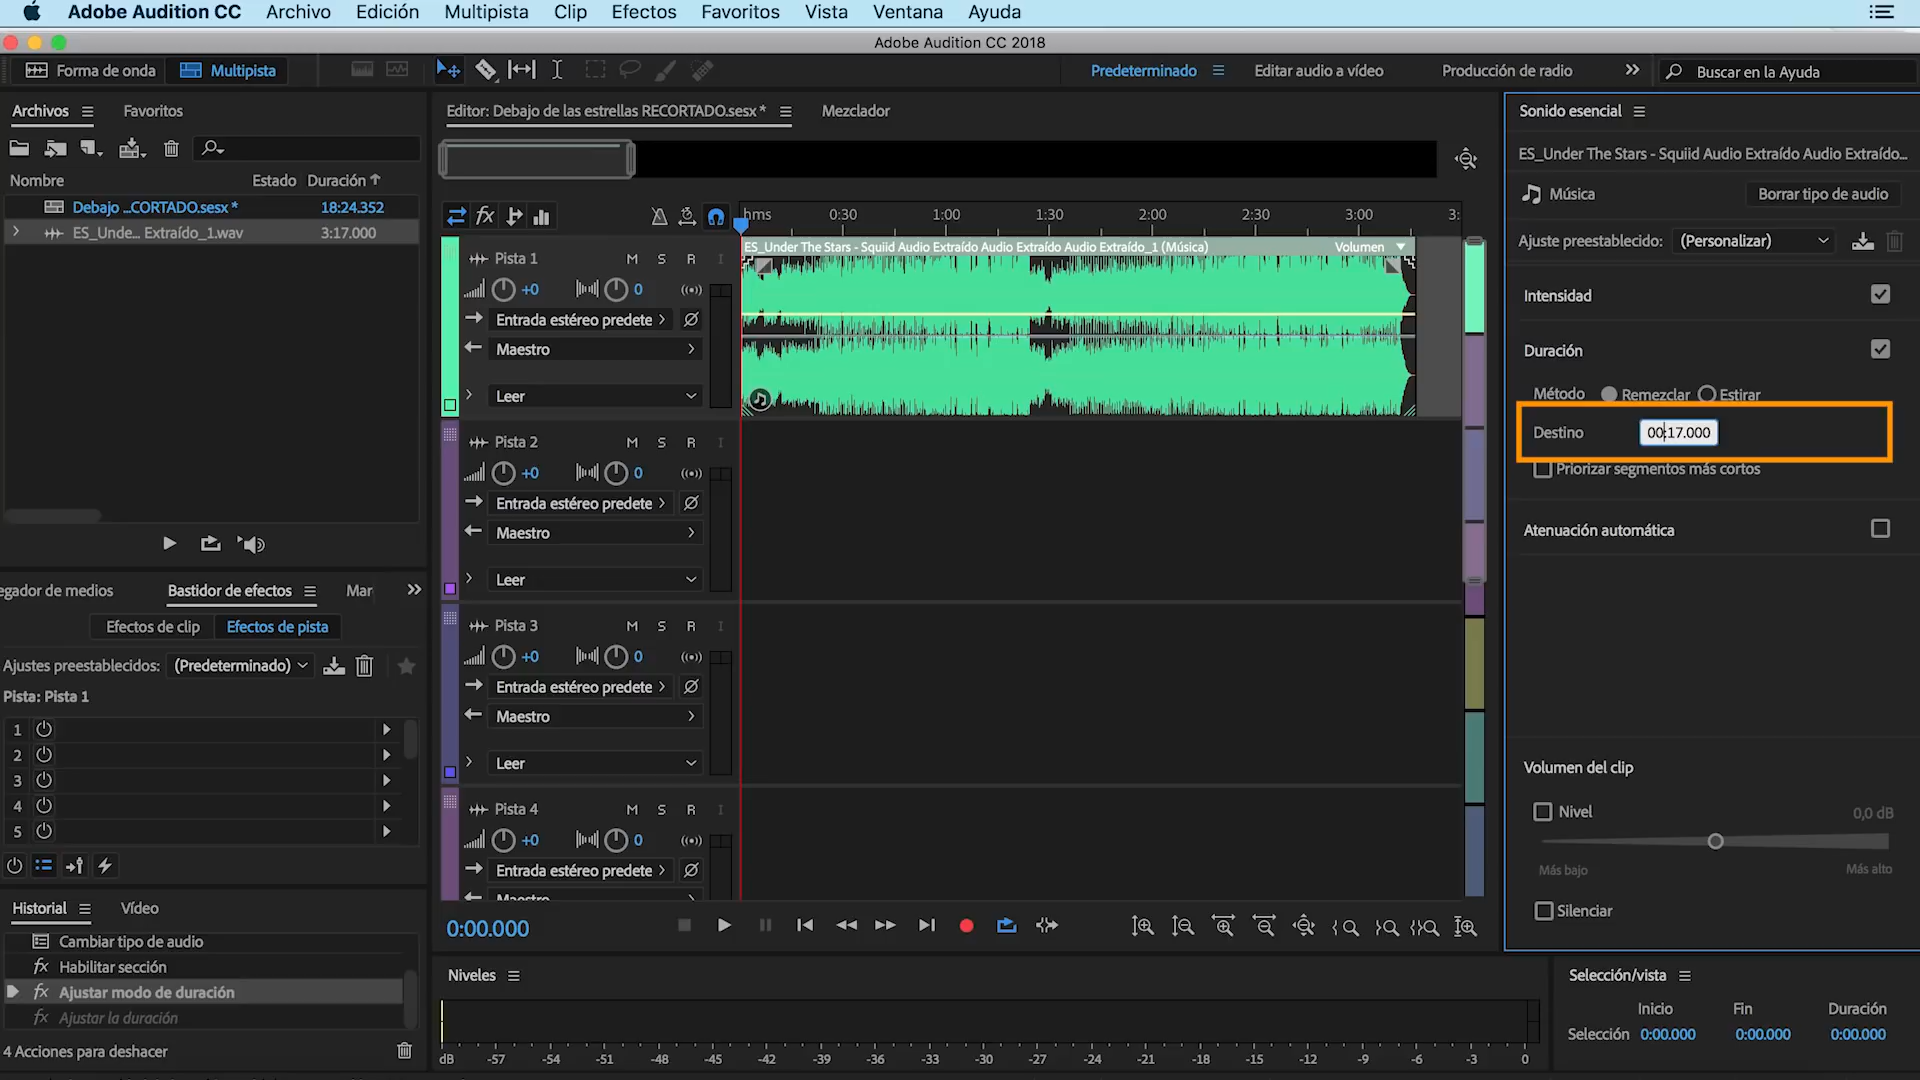 Adobe Audition CC Archivo Edición Multipista Clip Efectos Favoritos Vista Ventana Ayuda
Adobe Audition CC 2018
Forma de onda Multipista Predeterminado Editar audio a vídeo Producción de radio Buscar en la Ayuda
Archivos Favoritos
Nombre Estado Duración
Debajo ...CORTADO.sesx * 18:24.352
ES_Unde... Extraído_1.wav 3:17.000
egador de medios Bastidor de efectos Mar
Efectos de clip Efectos de pista
Ajustes preestablecidos: (Predeterminado)
Pista: Pista 1
1
2
3
4
5
Historial Vídeo
Cambiar tipo de audio
fx Habilitar sección
fx Ajustar modo de duración
fx Ajustar la duración
4 Acciones para deshacer
Editor: Debajo de las estrellas RECORTADO.sesx * Mezclador
fx hms 0:30 1:00 1:30 2:00 2:30 3:00 3:
ES_Under The Stars - Squiid Audio Extraído Audio Extraído Audio Extraído_1 (Música) Volumen
Pista 1 M S R I
+0 0
Entrada estéreo predete
Maestro
Leer
Pista 2 M S R I
+0 0
Entrada estéreo predete
Maestro
Leer
Pista 3 M S R I
+0 0
Entrada estéreo predete
Maestro
Leer
Pista 4 M S R I
+0 0
Entrada estéreo predete
Maestro
0:00.000
Niveles
dB -57 -54 -51 -48 -45 -42 -39 -36 -33 -30 -27 -24 -21 -18 -15 -12 -9 -6 -3 0
Sonido esencial
ES_Under The Stars - Squiid Audio Extraído Audio Extraído...
Música Borrar tipo de audio
Ajuste preestablecido: (Personalizar)
Intensidad
Duración
Método Remezclar Estirar
Destino 00:17.000
Priorizar segmentos más cortos
Atenuación automática
Volumen del clip
Nivel 0,0 dB
Más bajo Más alto
Silenciar
Selección/vista
Inicio Fin Duración
Selección 0:00.000 0:00.000 0:00.000